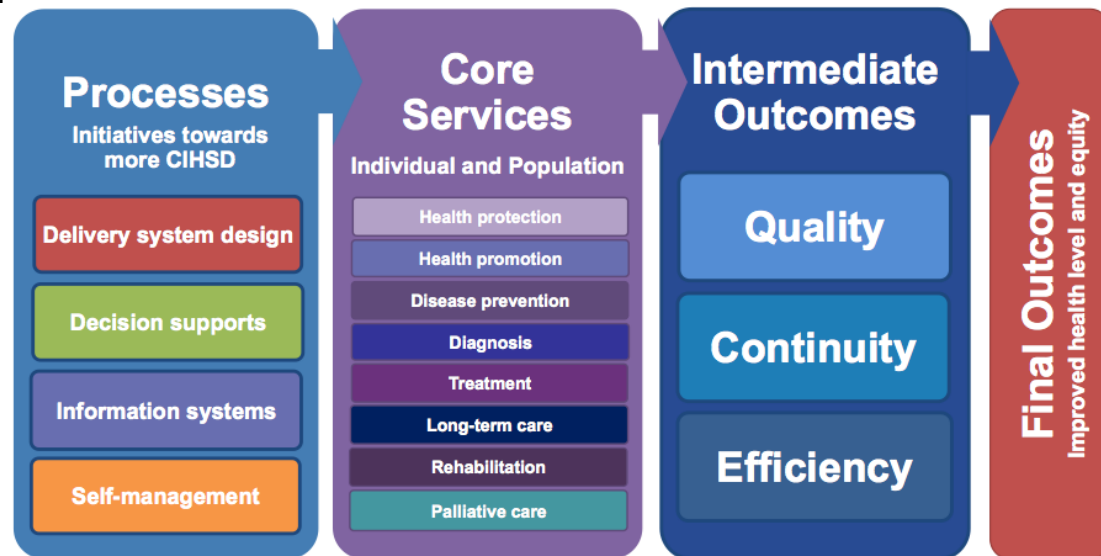 Processes
Initiatives towards
more CIHSD
Delivery system design
Decision supports
Information systems
Self-management
Core
Services
Individual and Population
Health protection
Health promotion
Disease prevention
Diagnosis
Treatment
Long-term care
Rehabilitation
Palliative care
Intermediate
Outcomes
Quality
Continuity
Efficiency
Final Outcomes
Improved health level and equity